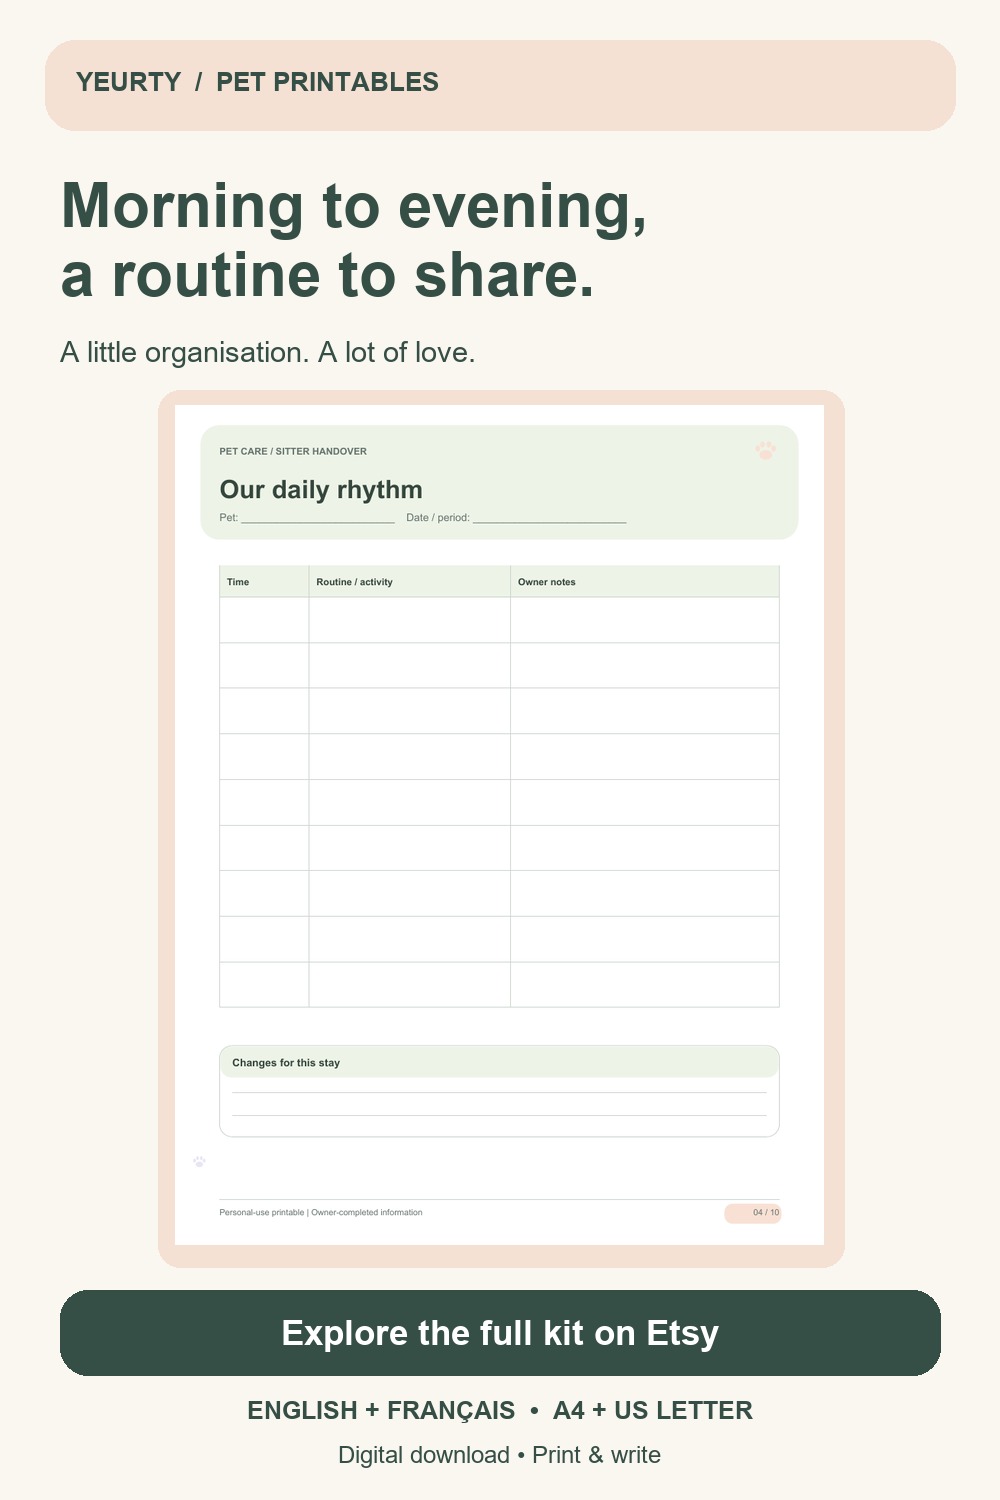 YEURTY / PET PRINTABLES
Morning to evening,
a routine to share.
A little organisation. A lot of love.
PET CARE / SITTER HANDOVER
Our daily rhythm
Pet: __________________________ Date / period: __________________________
Time Routine / activity Owner notes
Changes for this stay
Personal-use printable | Owner-completed information 04 / 10
Explore the full kit on Etsy
ENGLISH + FRANÇAIS • A4 + US LETTER
Digital download • Print & write